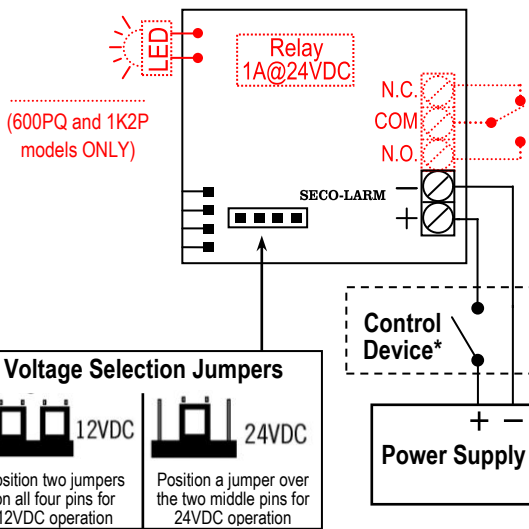 LED
Relay
1A@24VDC
N.C.
COM
N.O.
(600PQ and 1K2P
models ONLY)
SECO-LARM
−
+
Control
Device*
+ −
Power Supply
Voltage Selection Jumpers
12VDC
24VDC
two jumpers
on all four pins for
12VDC operation
Position a jumper over
the two middle pins for
24VDC operation